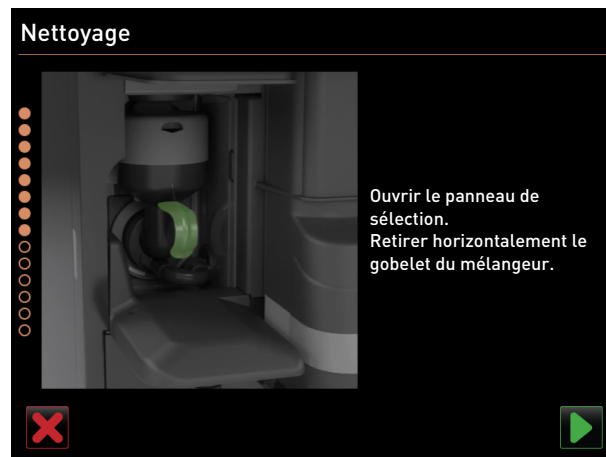 Nettoyage
Ouvrir le panneau de
sélection.
Retirer horizontalement le
gobelet du mélangeur.